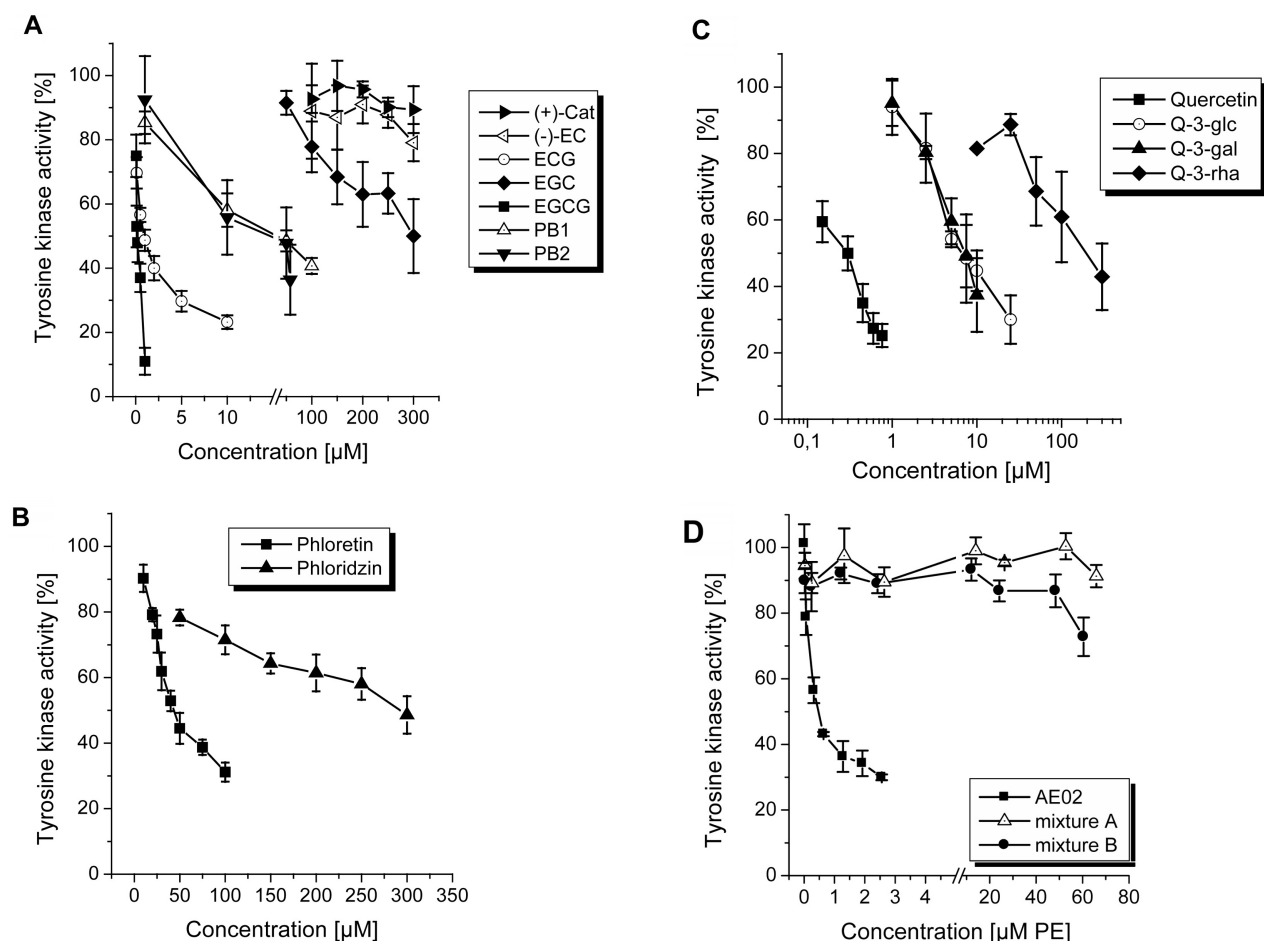 A
Tyrosine kinase activity [%]
100
80
60
40
20
0
0 5 10 100 200 300
Concentration [µM]
(+)-Cat
(-)-EC
ECG
EGC
EGCG
PB1
PB2
C
Tyrosine kinase activity [%]
100
80
60
40
20
0
0,1 1 10 100
Concentration [µM]
Quercetin
Q-3-glc
Q-3-gal
Q-3-rha
B
Tyrosine kinase activity [%]
100
80
60
40
20
0
0 50 100 150 200 250 300 350
Concentration [µM]
Phloretin
Phloridzin
D
Tyrosine kinase activity [%]
100
80
60
40
20
0
0 1 2 3 4 20 40 60 80
Concentration [µM PE]
AE02
mixture A
mixture B